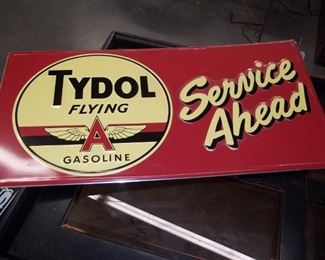 TYDOL
FLYING
A
GASOLINE
Service
Ahead